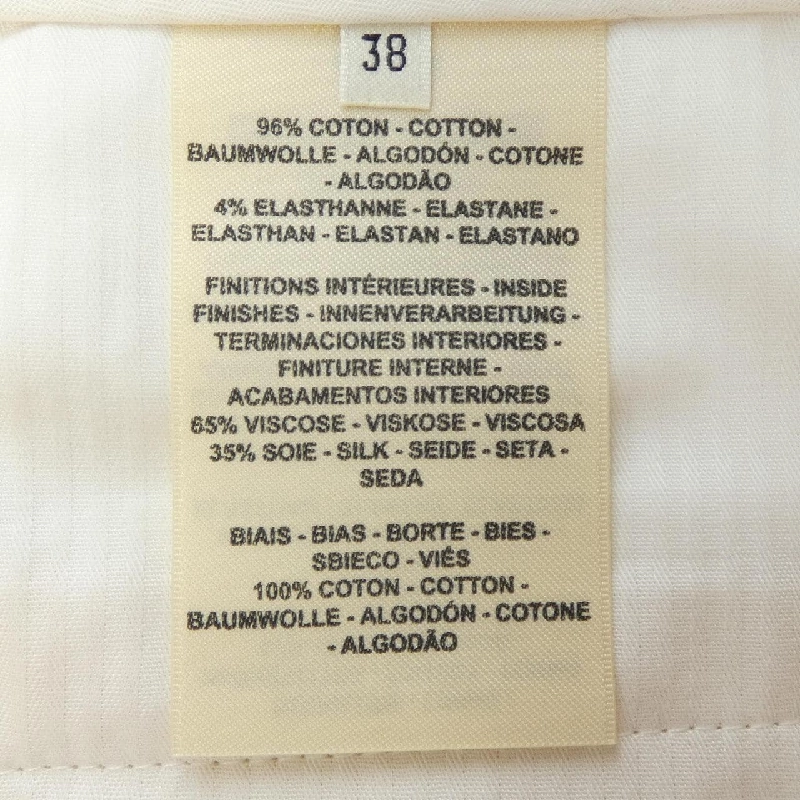 38
96% COTON - COTTON -
BAUMWOLLE - ALGODÓN - COTONE
- ALGODÃO
4% ELASTHANNE - ELASTANE -
ELASTHAN - ELASTAN - ELASTANO
FINITIONS INTÉRIEURES - INSIDE
FINISHES - INNENVERARBEITUNG -
TERMINACIONES INTERIORES -
FINITURE INTERNE -
ACABAMENTOS INTERIORES
65% VISCOSE - VISKOSE - VISCOSA
35% SOIE - SILK - SEIDE - SETA -
SEDA
BIAIS - BIAS - BORTE - BIES -
SBIECO - VIÉS
100% COTON - COTTON -
BAUMWOLLE - ALGODÓN - COTONE
- ALGODÃO